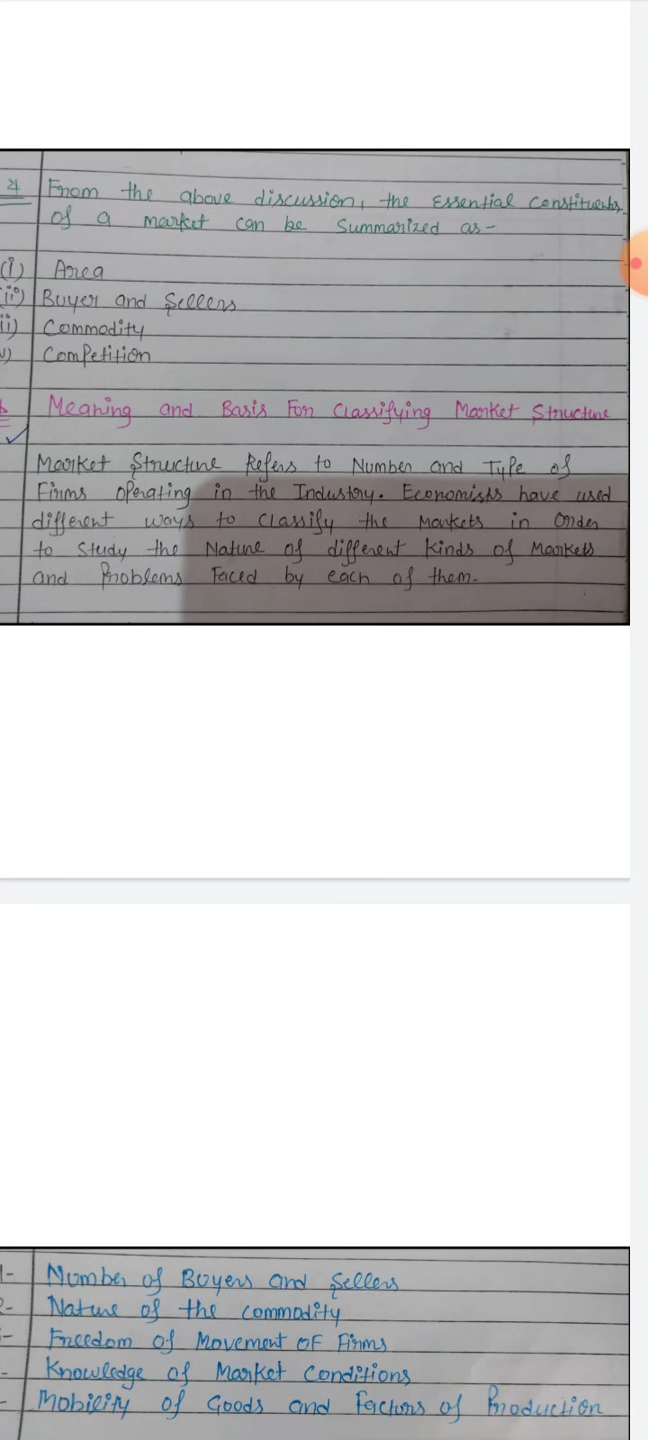 4 From the above discussion, the Essential Constituents
of a market can be Summarized as-
(i) Area
(ii) Buyer and Sellers
ii) Commodity
v) Competition
Meaning and Basis For Classifying Market Structure
Market Structure Refers to Number and Type of
Firms operating in the Industory. Economists have used
different ways to Classify the Markets in Order
to Study the Nature of different Kinds of Markets
and Problems Faced by each of them.
1- Number of Buyers and Sellers
2- Nature of the commodity
- Freedom of Movement OF Firms
- Knowledge of Market Conditions
- Mobility of Goods and Factors of Production